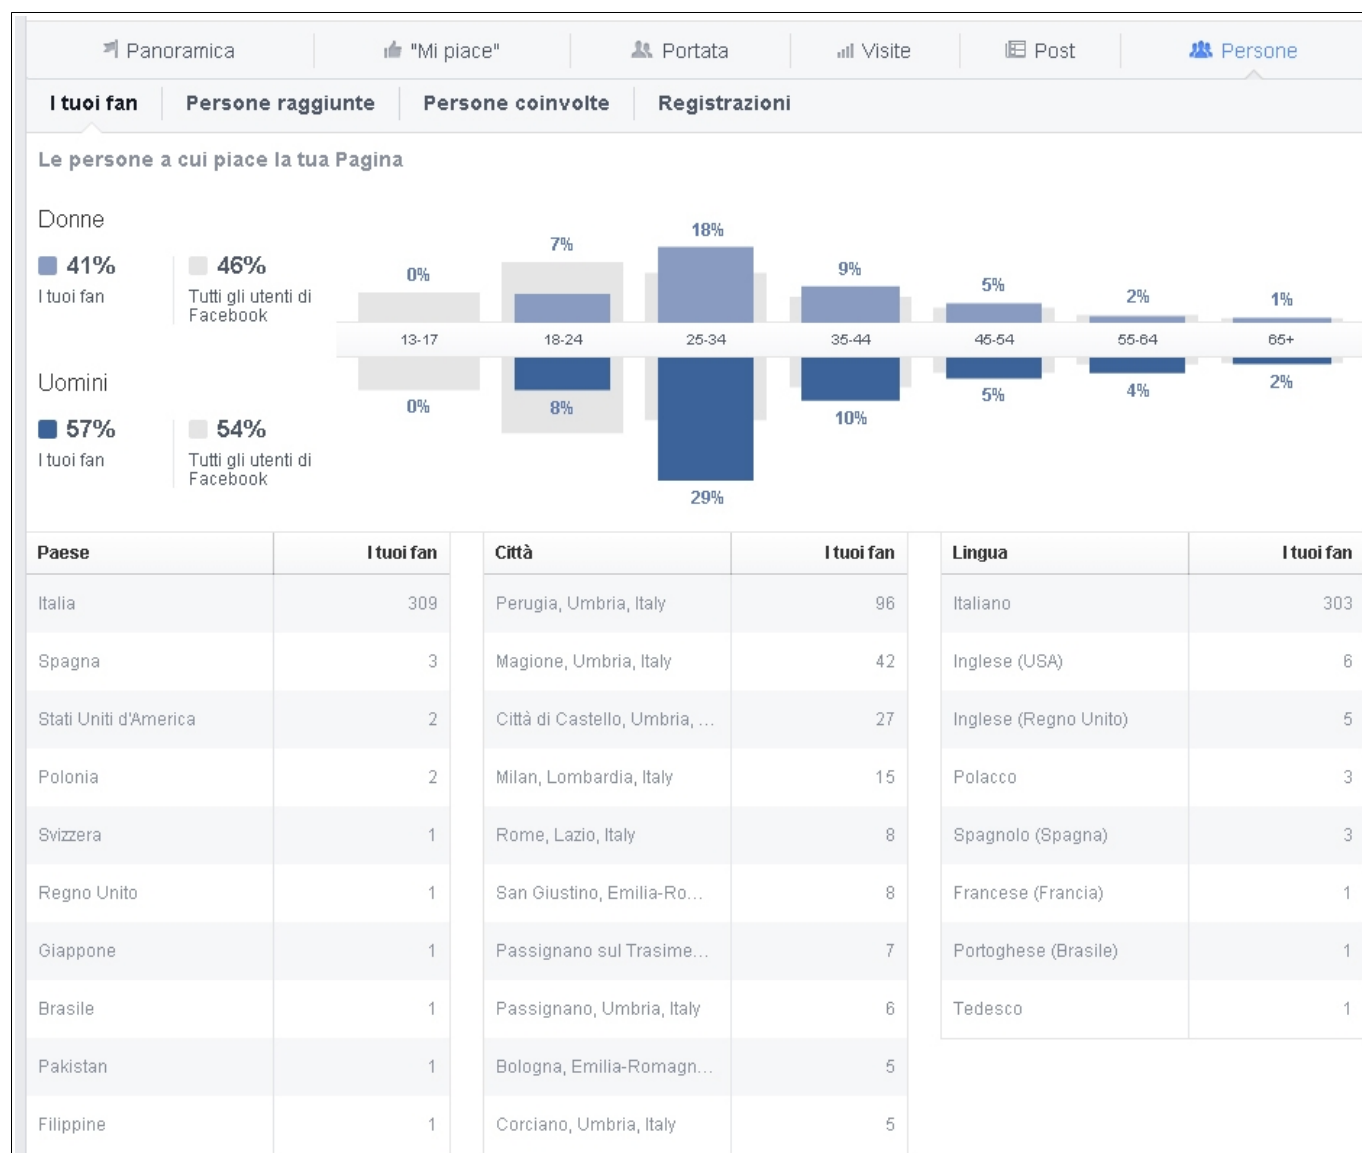 Panoramica "Mi piace" Portata Visite Post Persone
I tuoi fan Persone raggiunte Persone coinvolte Registrazioni
Le persone a cui piace la tua Pagina
Donne
41% 46%
I tuoi fan Tutti gli utenti di
Facebook
0% 7% 18% 9% 5% 2% 1%
13-17 18-24 25-34 35-44 45-54 55-64 65+
Uomini
57% 54%
I tuoi fan Tutti gli utenti di
Facebook
0% 8% 29% 10% 5% 4% 2%
Paese I tuoi fan Città I tuoi fan Lingua I tuoi fan
Italia 309 Perugia, Umbria, Italy 96 Italiano 303
Spagna 3 Magione, Umbria, Italy 42 Inglese (USA) 6
Stati Uniti d'America 2 Città di Castello, Umbria, ... 27 Inglese (Regno Unito) 5
Polonia 2 Milan, Lombardia, Italy 15 Polacco 3
Svizzera 1 Rome, Lazio, Italy 8 Spagnolo (Spagna) 3
Regno Unito 1 San Giustino, Emilia-Ro... 8 Francese (Francia) 1
Giappone 1 Passignano sul Trasime... 7 Portoghese (Brasile) 1
Brasile 1 Passignano, Umbria, Italy 6 Tedesco 1
Pakistan 1 Bologna, Emilia-Romagn... 5
Filippine 1 Corciano, Umbria, Italy 5